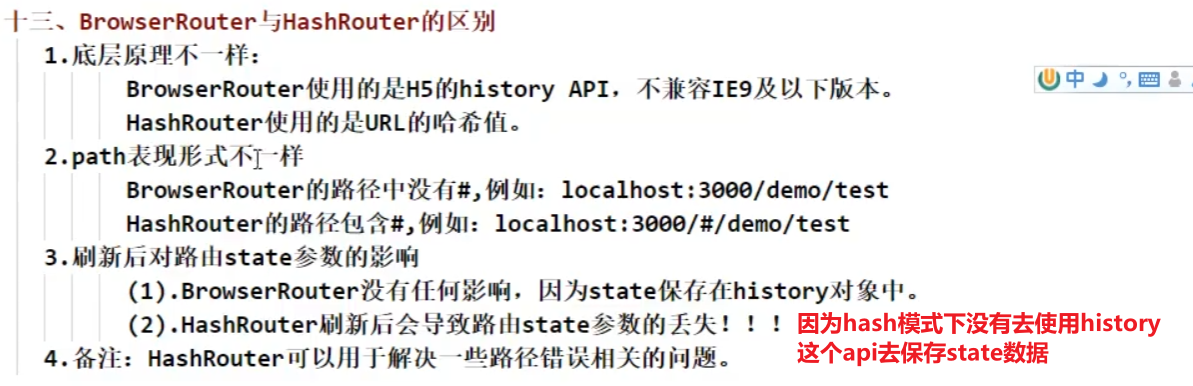 十三、BrowserRouter与HashRouter的区别
1.底层原理不一样：
BrowserRouter使用的是H5的history API，不兼容IE9及以下版本。
中
HashRouter使用的是URL的哈希值。
2.path表现形式不一样
BrowserRouter的路径中没有#,例如：localhost:3000/demo/test
HashRouter的路径包含#,例如：localhost:3000/#/demo/test
3.刷新后对路由state参数的影响
(1).BrowserRouter没有任何影响，因为state保存在history对象中。
(2).HashRouter刷新后会导致路由state参数的丢失！！！
因为hash模式下没有去使用history
这个api去保存state数据
4.备注：HashRouter可以用于解决一些路径错误相关的问题。